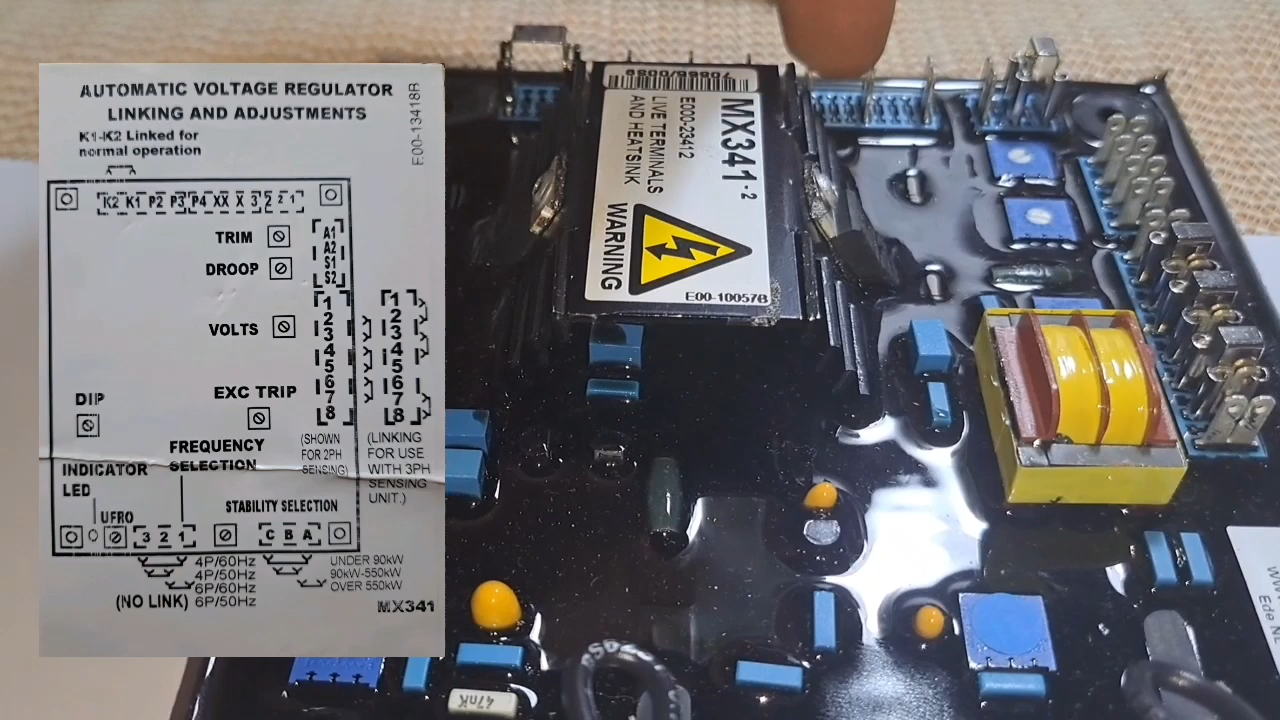 AUTOMATIC VOLTAGE REGULATOR
LINKING AND ADJUSTMENTS
E00-13418B
K1-K2 Linked for
normal operation
K2 K1 P2 P3 P4 XX X 3 2 2 1
TRIM
DROOP
VOLTS
EXC TRIP
DIP
A1
A2
S1
S2
1
2
3
4
5
6
7
8
1
2
3
4
5
6
7
8
(SHOWN
FOR 2PH
SENSING)
(LINKING
FOR USE
WITH 3PH
SENSING
UNIT.)
FREQUENCY
SELECTION
INDICATOR
LED
UFRO
STABILITY SELECTION
3 2 1
C B A
4P/60Hz
4P/50Hz
6P/60Hz
(NO LINK) 6P/50Hz
UNDER 90kW
90kW-550kW
OVER 550kW
MX341
MX341-2
E000-23412
LIVE TERMINALS
AND HEATSINK
WARNING
E00-10057B
47nK